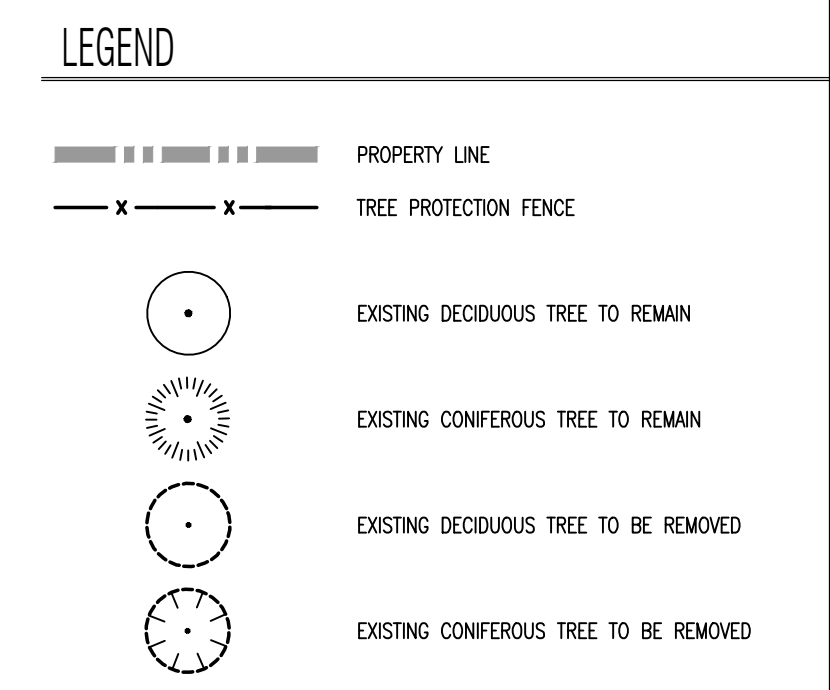 LEGEND
PROPERTY LINE
X X
TREE PROTECTION FENCE
EXISTING DECIDUOUS TREE TO REMAIN
EXISTING CONIFEROUS TREE TO REMAIN
EXISTING DECIDUOUS TREE TO BE REMOVED
EXISTING CONIFEROUS TREE TO BE REMOVED